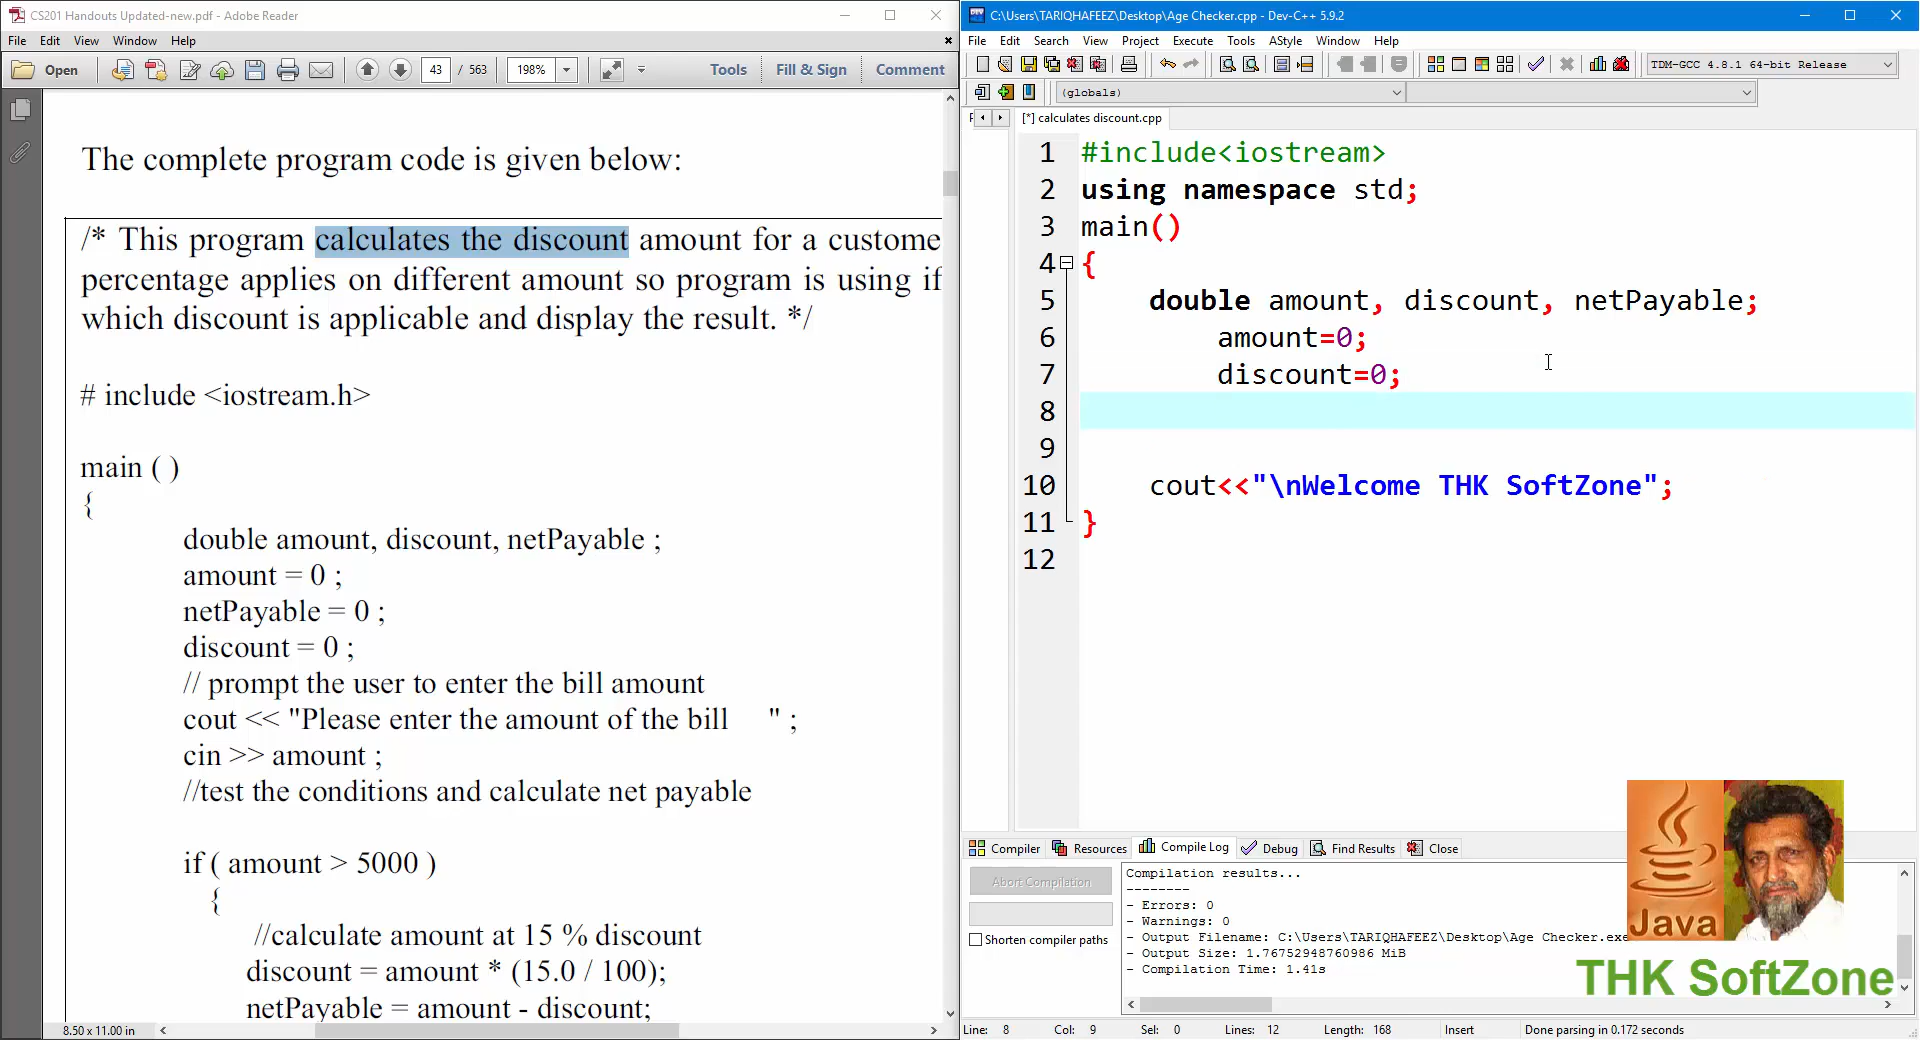 CS201 Handouts Updated-new.pdf - Adobe Reader
File Edit View Window Help
Open 43 / 563 198% Tools Fill & Sign Comment
The complete program code is given below:
/* This program calculates the discount amount for a custome
percentage applies on different amount so program is using if
which discount is applicable and display the result. */
# include <iostream.h>
main ( )
{
double amount, discount, netPayable ;
amount = 0 ;
netPayable = 0 ;
discount = 0 ;
// prompt the user to enter the bill amount
cout << "Please enter the amount of the bill " ;
cin >> amount ;
//test the conditions and calculate net payable
if ( amount > 5000 )
{
//calculate amount at 15 % discount
discount = amount * (15.0 / 100);
netPayable = amount - discount;
8.50 x 11.00 in
C:\Users\TARIQHAFEEZ\Desktop\Age Checker.cpp - Dev-C++ 5.9.2
File Edit Search View Project Execute Tools AStyle Window Help
TDM-GCC 4.8.1 64-bit Release
(globals)
[*] calculates discount.cpp
1 #include<iostream>
2 using namespace std;
3 main()
4 {
5 double amount, discount, netPayable;
6 amount=0;
7 discount=0;
8
9
10 cout<<"\nWelcome THK SoftZone";
11 }
12
Compiler Resources Compile Log Debug Find Results Close
Abort Compilation
Shorten compiler paths
Compilation results...
--------
- Errors: 0
- Warnings: 0
- Output Filename: C:\Users\TARIQHAFEEZ\Desktop\Age Checker.exe
- Output Size: 1.76752948760986 MiB
- Compilation Time: 1.41s
Java
THK SoftZone
Line: 8 Col: 9 Sel: 0 Lines: 12 Length: 168 Insert Done parsing in 0.172 seconds